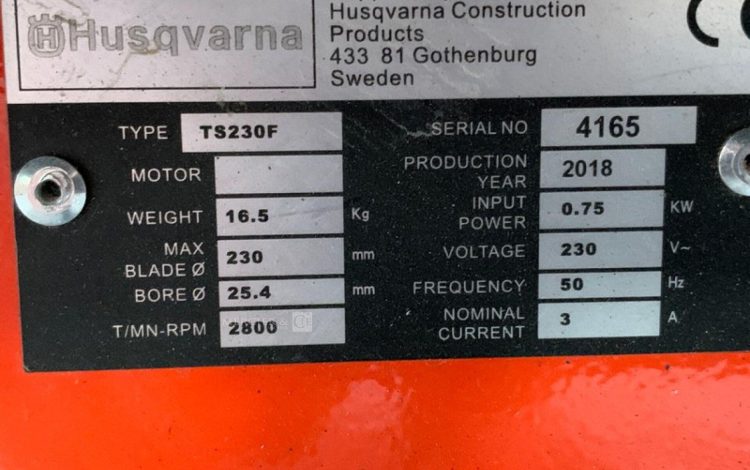 Husqvarna
Husqvarna Construction
Products
433 81 Gothenburg
Sweden
CE
TYPE TS230F
MOTOR
WEIGHT 16.5 Kg
MAX
BLADE Ø 230 mm
BORE Ø 25.4 mm
T/MN-RPM 2800
SERIAL NO 4165
PRODUCTION
YEAR 2018
INPUT
POWER 0.75 KW
VOLTAGE 230 V~
FREQUENCY 50 Hz
NOMINAL
CURRENT 3 A